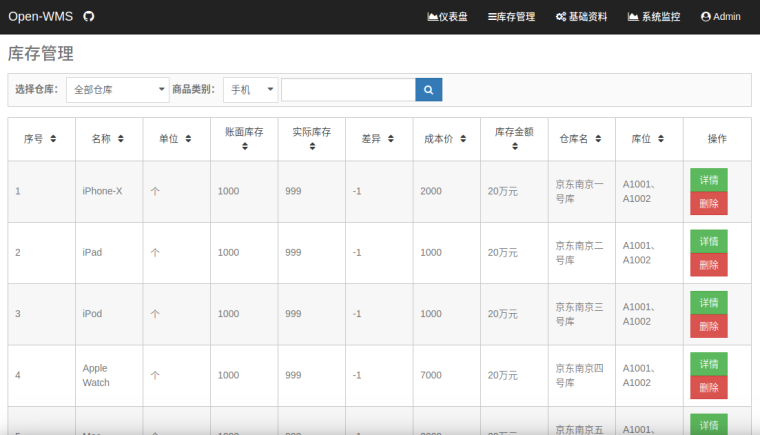 Open-WMS
仪表盘 库存管理 基础资料 系统监控 Admin
库存管理
选择仓库: 全部仓库 商品类别: 手机
序号 名称 单位 账面库存 实际库存 差异 成本价 库存金额 仓库名 库位 操作
1 iPhone-X 个 1000 999 -1 2000 20万元 京东南京一号库 A1001、A1002 详情 删除
2 iPad 个 1000 999 -1 1000 20万元 京东南京二号库 A1001、A1002 详情 删除
3 iPod 个 1000 999 -1 1000 20万元 京东南京三号库 A1001、A1002 详情 删除
4 Apple Watch 个 1000 999 -1 7000 20万元 京东南京四号库 A1001、A1002 详情 删除
京东南京五 A1001、 详情